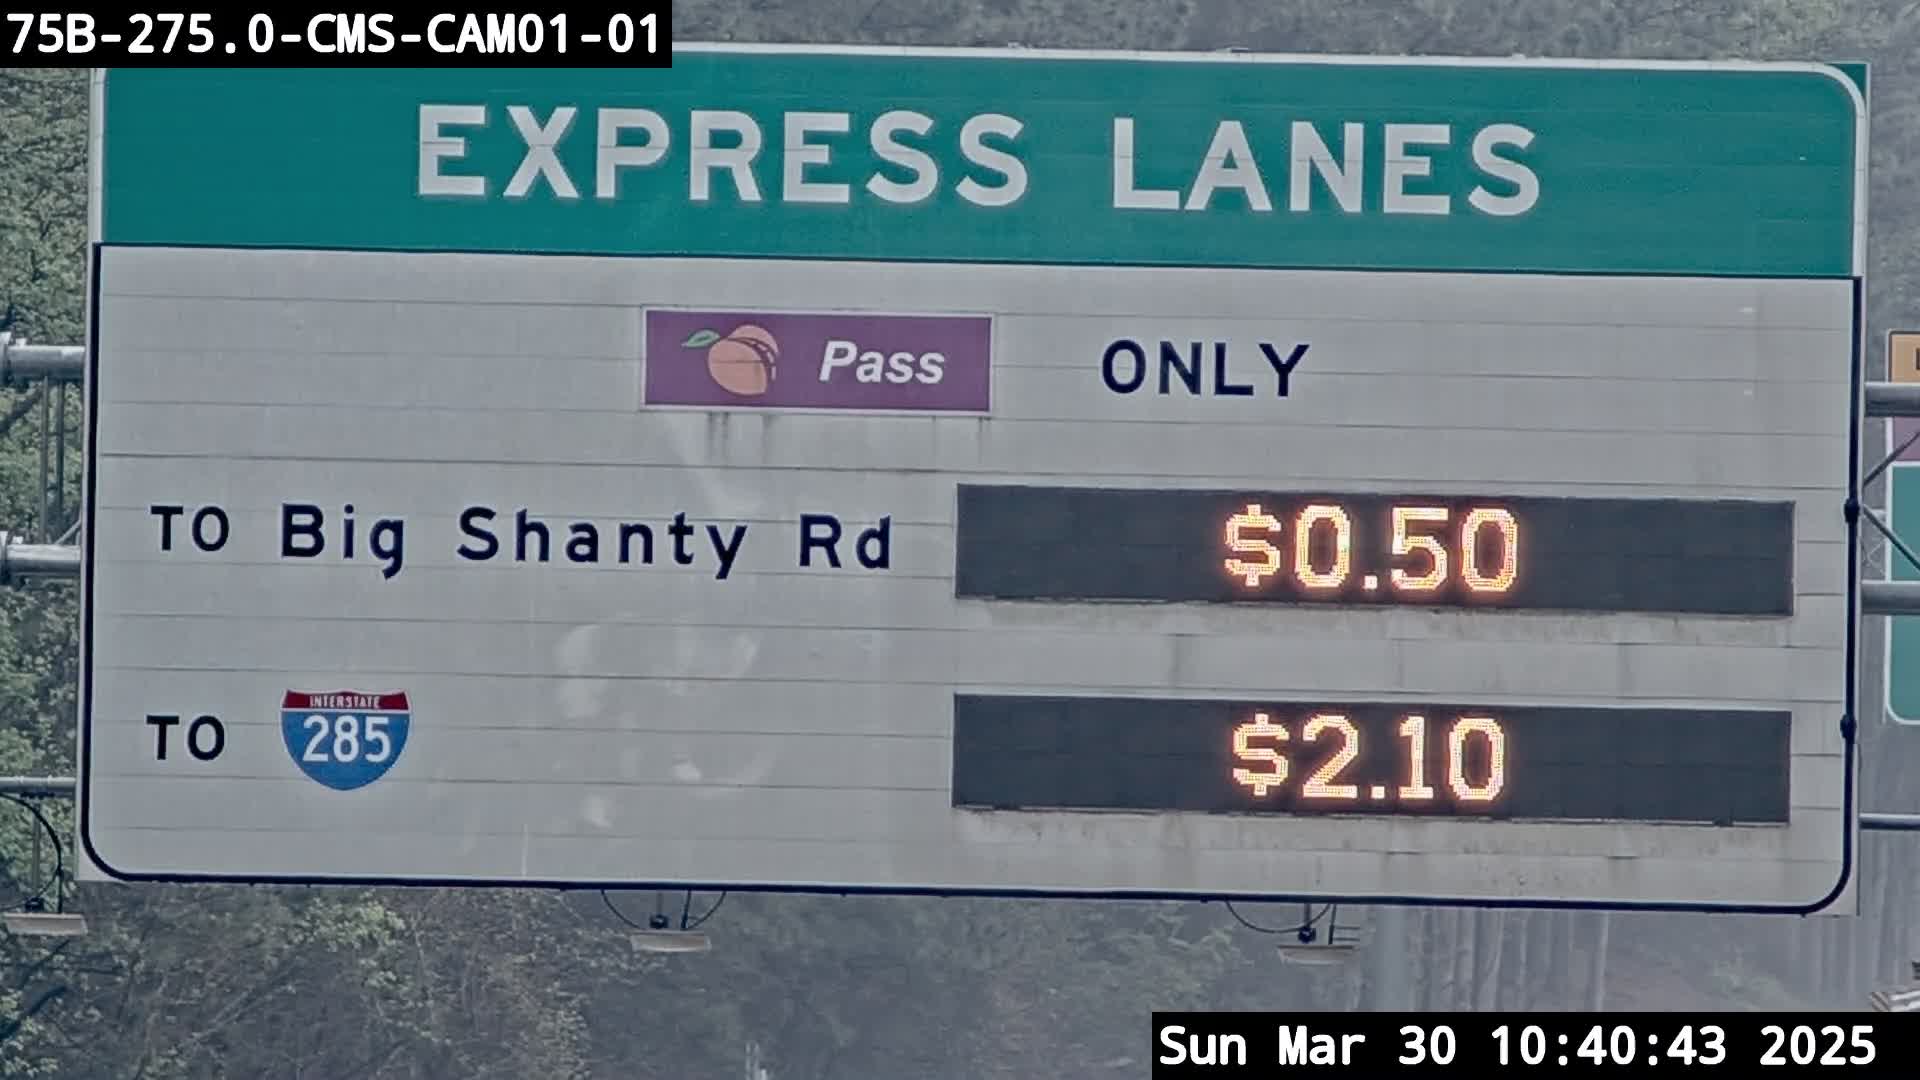 75B-275.0-CMS-CAM01-01
EXPRESS LANES
Pass ONLY
TO Big Shanty Rd $0.50
INTERSTATE
TO 285 $2.10
Sun Mar 30 10:40:43 2025